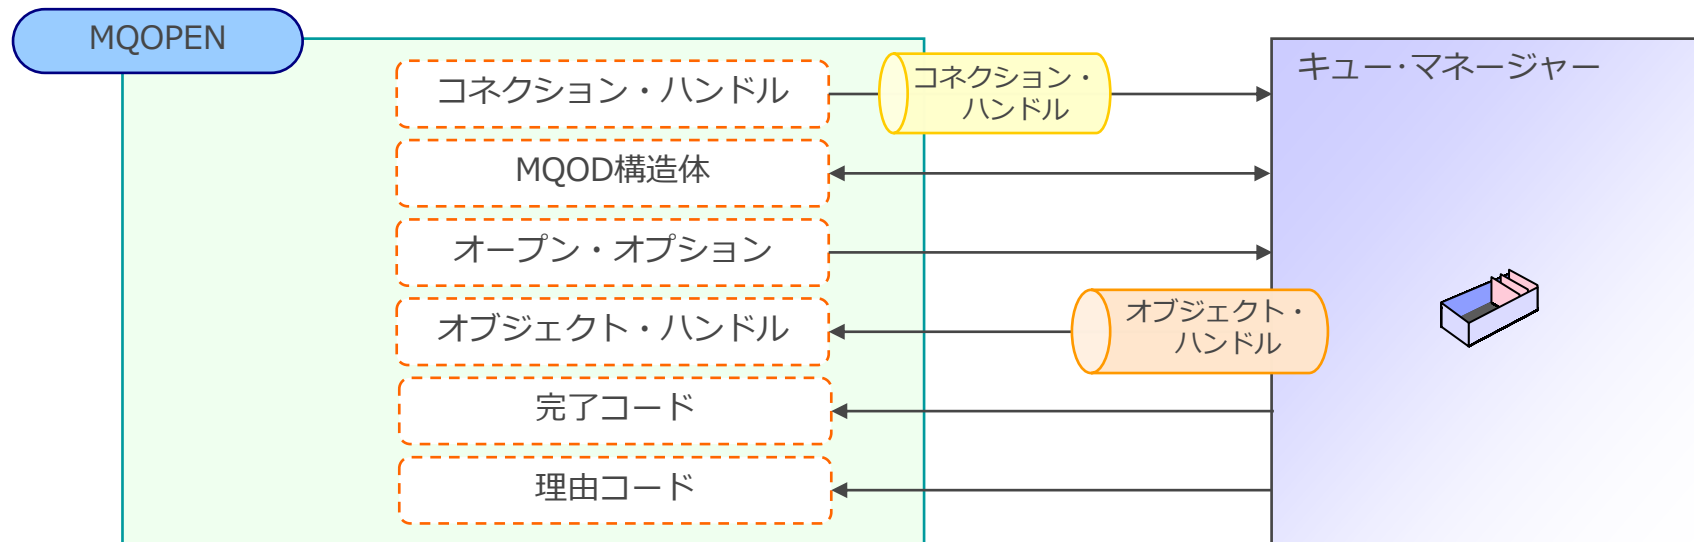 MQOPEN
キュー・マネージャー
コネクション・ハンドル
コネクション・
ハンドル
MQOD構造体
オープン・オプション
オブジェクト・ハンドル
オブジェクト・
ハンドル
完了コード
理由コード